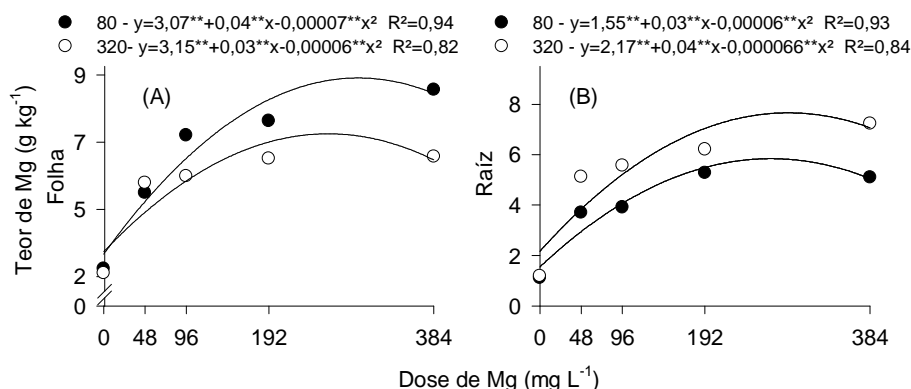 80 - y=3,07**+0,04**x-0,00007**x² R²=0,94
320- y=3,15**+0,03**x-0,00006**x² R²=0,82
80 - y=1,55**+0,03**x-0,00006**x² R²=0,93
320 - y=2,17**+0,04**x-0,000066**x² R²=0,84
(A)
(B)
Teor de Mg (g kg⁻¹)
Folha
9
7
5
2
0
0 48 96 192 384
Raíz
8
6
4
2
0
0 48 96 192 384
Dose de Mg (mg L⁻¹)